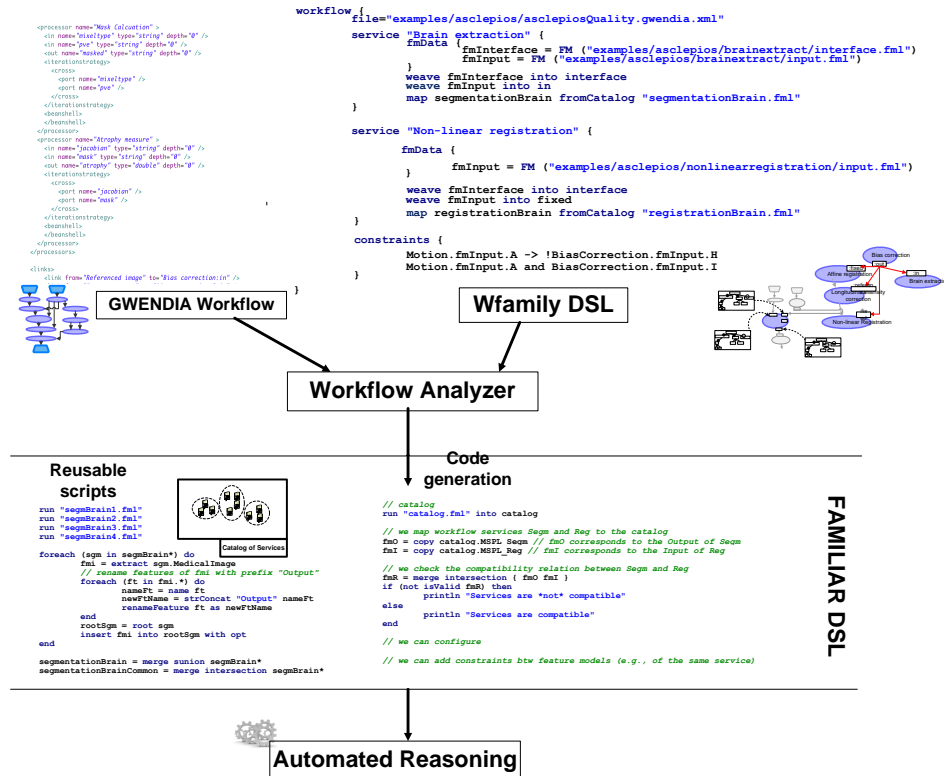 <processor name="Mask Calcuation" >
<in name="mixeltype" type="string" depth="0" />
<in name="pve" type="string" depth="0" />
<out name="masked" type="string" depth="0" />
<iterationstrategy>
<cross>
<port name="mixeltype" />
<port name="pve" />
</cross>
</iterationstrategy>
<beanshell>
</beanshell>
</processor>
<processor name="Atrophy measure" >
<in name="jacobian" type="string" depth="0" />
<in name="mask" type="string" depth="0" />
<out name="atrophy" type="double" depth="0" />
<iterationstrategy>
<cross>
<port name="jacobian" />
<port name="mask" />
</cross>
</iterationstrategy>
<beanshell>
</beanshell>
</processor>
</processors>
<links>
<link from="Referenced image" to="Bias correction:in" />
workflow {
file="examples/asclepios/asclepiosQuality.gwendia.xml"
service "Brain extraction" {
fmData {
fmInterface = FM ("examples/asclepios/brainextract/interface.fml")
fmInput = FM ("examples/asclepios/brainextract/input.fml")
}
weave fmInterface into interface
weave fmInput into in
map segmentationBrain fromCatalog "segmentationBrain.fml"
}
service "Non-linear registration" {
fmData {
fmInput = FM ("examples/asclepios/nonlinearregistration/input.fml")
}
weave fmInterface into interface
weave fmInput into fixed
map registrationBrain fromCatalog "registrationBrain.fml"
}
constraints {
Motion.fmInput.A -> !BiasCorrection.fmInput.H
Motion.fmInput.A and BiasCorrection.fmInput.I
}
}
Bias correction
Affine registration
Brain extracti
correction
Non-linear Registration
GWENDIA Workflow
Wfamily DSL
Workflow Analyzer
Code
generation
Reusable
scripts
run "segmBrain1.fml"
run "segmBrain2.fml"
run "segmBrain3.fml"
run "segmBrain4.fml"
Catalog of Services
foreach (sgm in segmBrain*) do
fmi = extract sgm.MedicalImage
// rename features of fmi with prefix "Output"
foreach (ft in fmi.*) do
nameFt = name ft
newFtName = strConcat "Output" nameFt
renameFeature ft as newFtName
end
rootSgm = root sgm
insert fmi into rootSgm with opt
end
segmentationBrain = merge sunion segmBrain*
segmentationBrainCommon = merge intersection segmBrain*
// catalog
run "catalog.fml" into catalog
// we map workflow services Segm and Reg to the catalog
fmO = copy catalog.MSPL_Segm // fmO corresponds to the Output of Segm
fmI = copy catalog.MSPL_Reg // fmI corresponds to the Input of Reg
// we check the compatibility relation between Segm and Reg
fmR = merge intersection { fmO fmI }
if (not isValid fmR) then
println "Services are *not* compatible"
else
println "Services are compatible"
end
// we can configure
// we can add constraints btw feature models (e.g., of the same service)
FAMILIAR DSL
Automated Reasoning